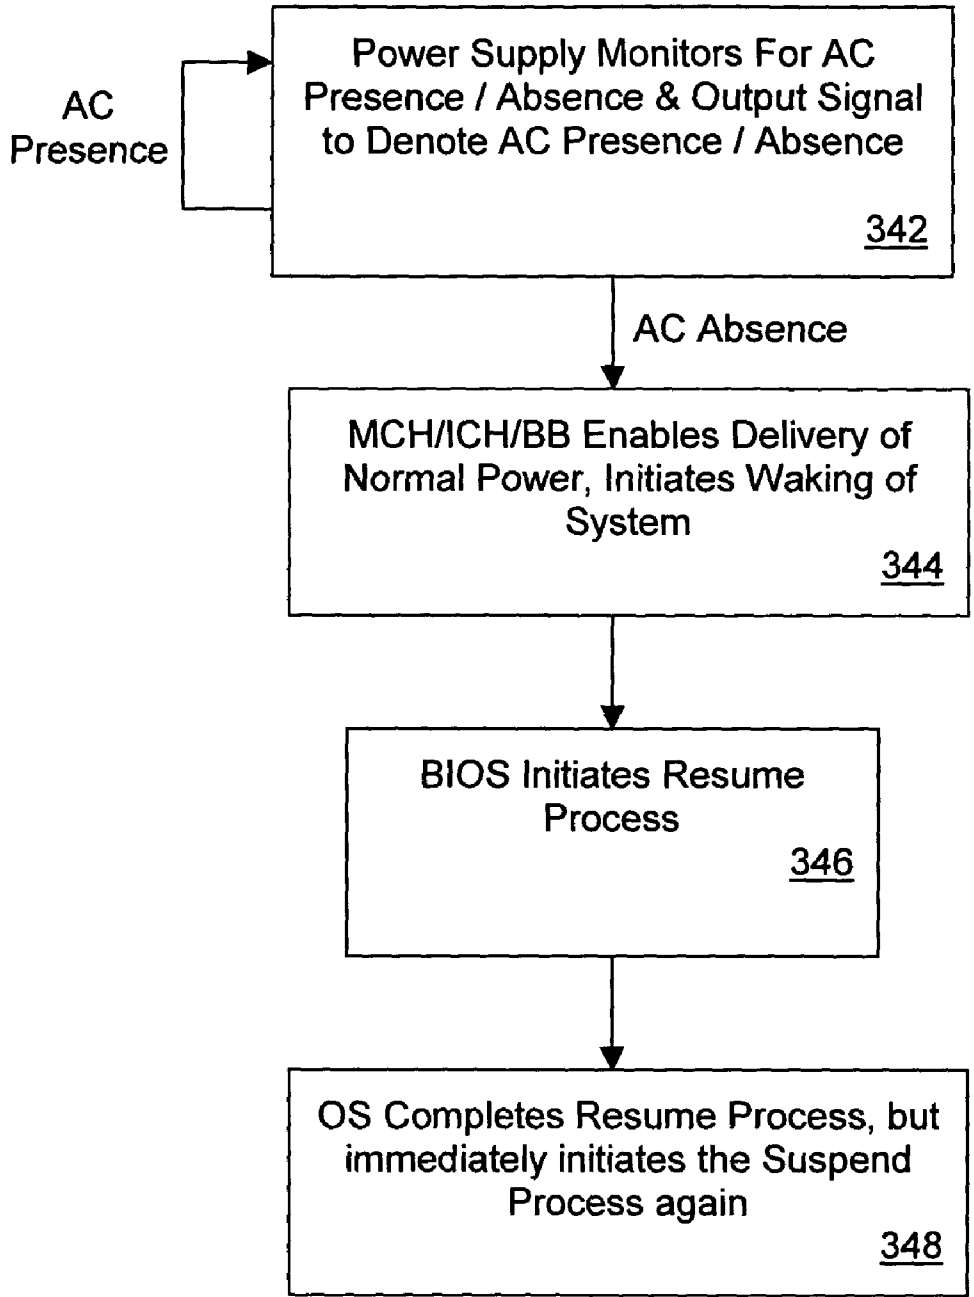 Power Supply Monitors For AC
Presence / Absence & Output Signal
to Denote AC Presence / Absence
342
AC
Presence
AC Absence
MCH/ICH/BB Enables Delivery of
Normal Power, Initiates Waking of
System
344
BIOS Initiates Resume
Process
346
OS Completes Resume Process, but
immediately initiates the Suspend
Process again
348